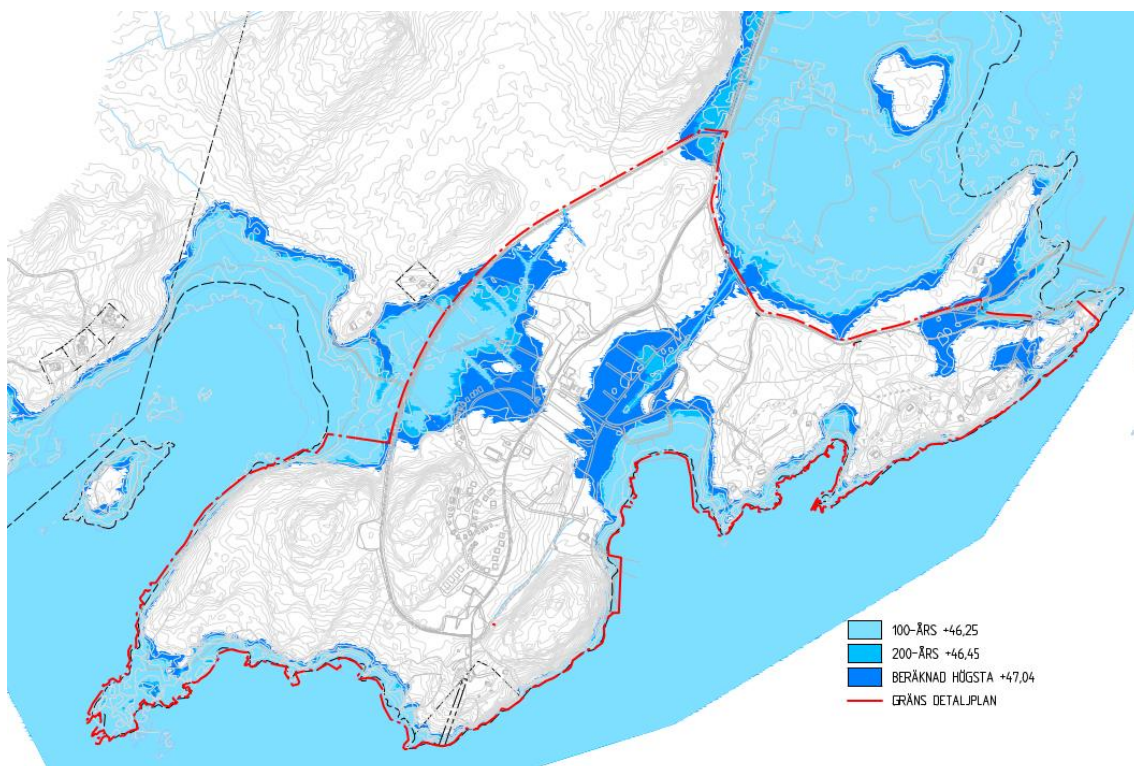 100-ÅRS +46,25
200-ÅRS +46,45
BERÄKNAD HÖGSTA +47,04
GRÄNS DETALJPLAN